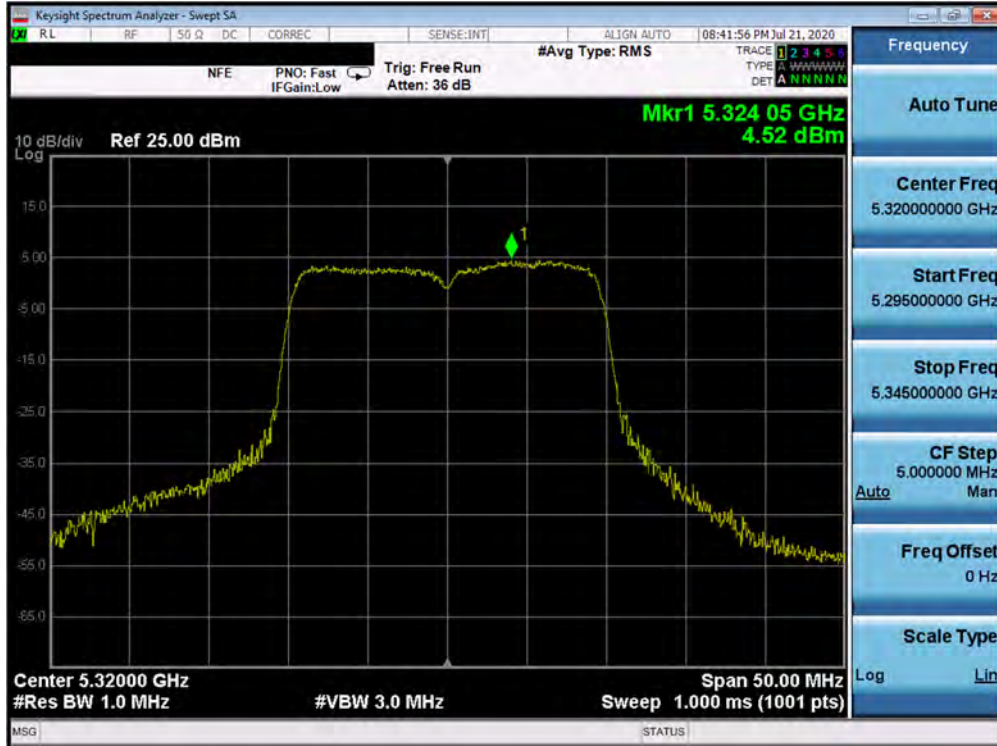 Keysight Spectrum Analyzer - Swept SA
LXI RL RF 50 Ω DC CORREC SENSE:INT ALIGN AUTO 08:41:56 PM Jul 21, 2020
#Avg Type: RMS TRACE 1 2 3 4 5 6
NFE PNO: Fast Trig: Free Run TYPE A WWWWW
IFGain:Low Atten: 36 dB DET A N N N N N
Mkr1 5.324 05 GHz
4.52 dBm
10 dB/div Ref 25.00 dBm
Log
15.0
5.00
1
-5.00
-15.0
-25.0
-35.0
-45.0
-55.0
-65.0
Center 5.32000 GHz Span 50.00 MHz
#Res BW 1.0 MHz #VBW 3.0 MHz Sweep 1.000 ms (1001 pts)
MSG STATUS
Frequency
Auto Tune
Center Freq
5.320000000 GHz
Start Freq
5.295000000 GHz
Stop Freq
5.345000000 GHz
CF Step
5.000000 MHz
Auto Man
Freq Offset
0 Hz
Scale Type
Log Lin